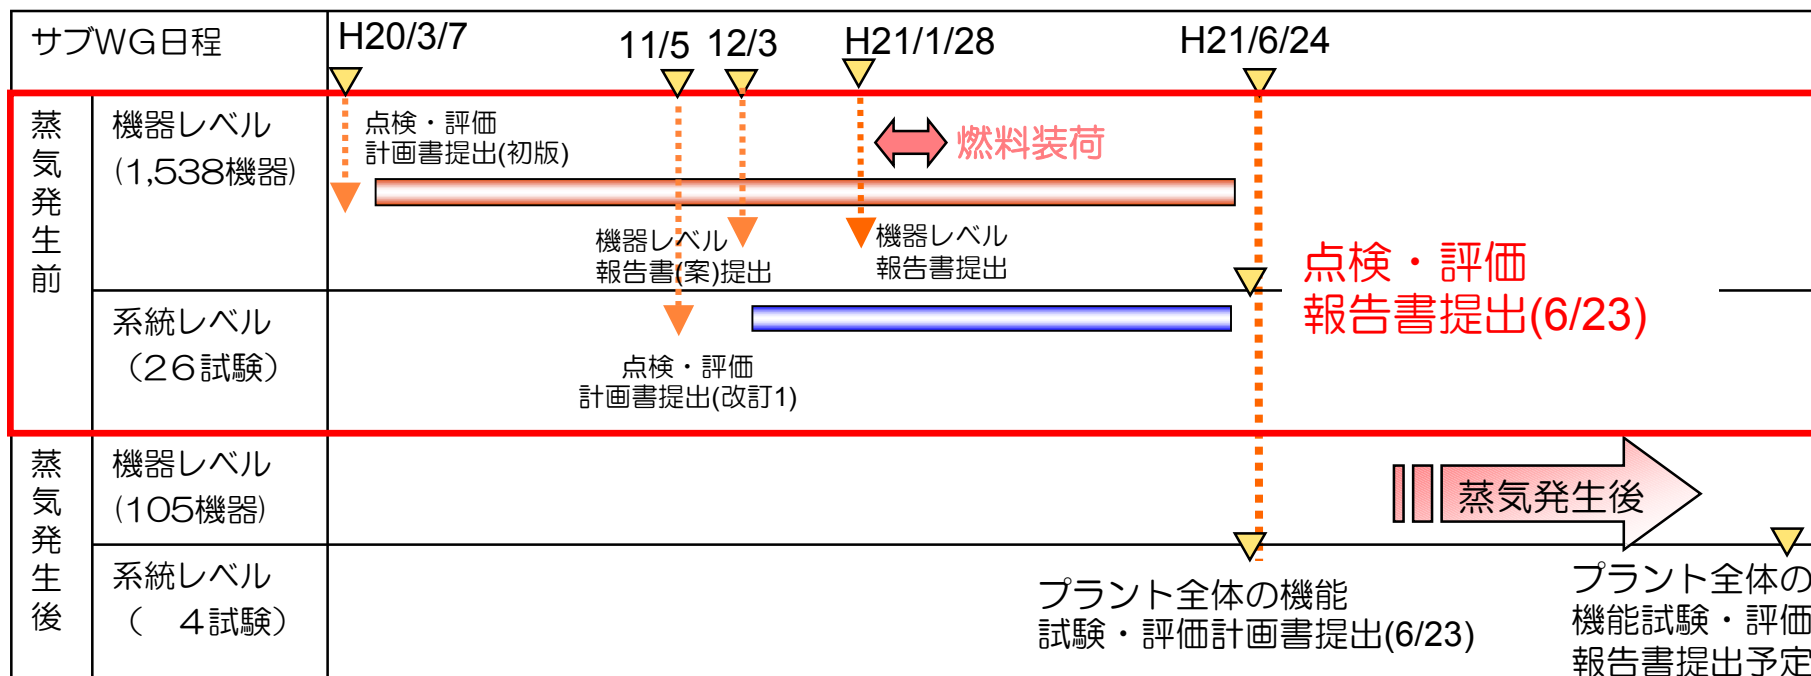 サブWG日程
H20/3/7
11/5
12/3
H21/1/28
H21/6/24
蒸気発生前
機器レベル
(1,538機器)
点検・評価
計画書提出(初版)
燃料装荷
機器レベル
報告書(案)提出
機器レベル
報告書提出
点検・評価
報告書提出(6/23)
系統レベル
(26試験)
点検・評価
計画書提出(改訂1)
蒸気発生後
機器レベル
(105機器)
蒸気発生後
系統レベル
( 4試験)
プラント全体の機能
試験・評価計画書提出(6/23)
プラント全体の
機能試験・評価
報告書提出予定